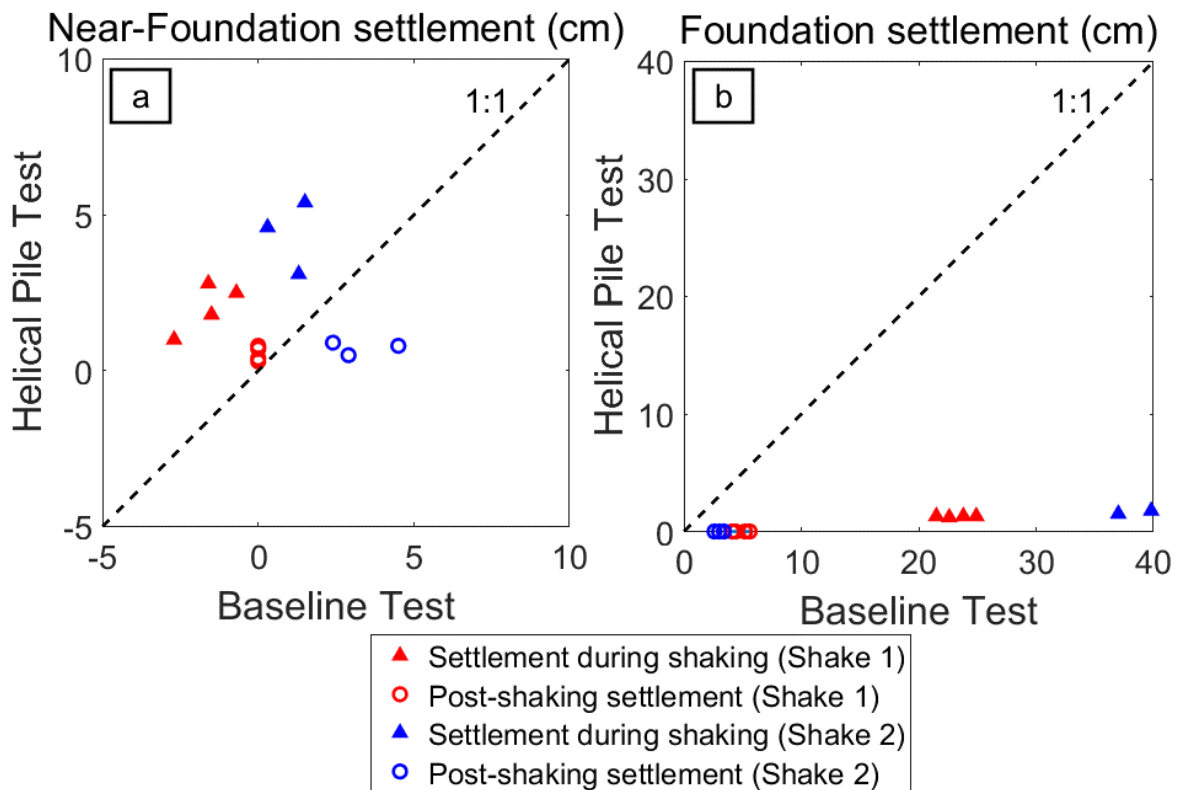 Near-Foundation settlement (cm)
a
1:1
10
5
0
-5
-5 0 5 10
Helical Pile Test
Baseline Test
Foundation settlement (cm)
b
1:1
40
30
20
10
0
0 10 20 30 40
Helical Pile Test
Baseline Test
Settlement during shaking (Shake 1)
Post-shaking settlement (Shake 1)
Settlement during shaking (Shake 2)
Post-shaking settlement (Shake 2)